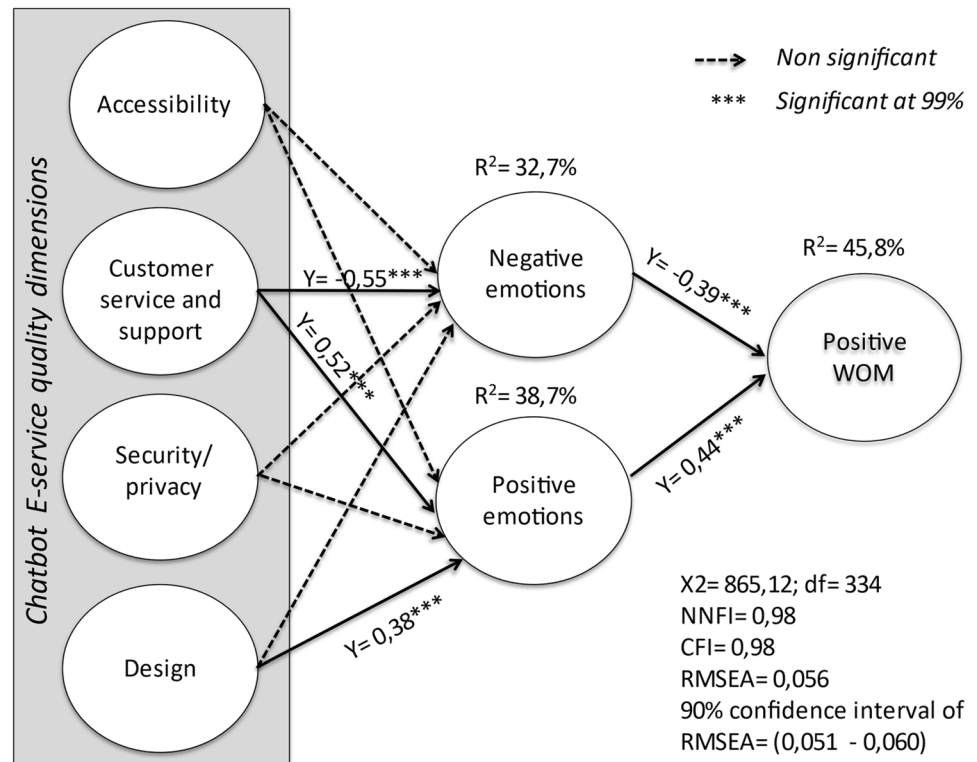 Chatbot E-service quality dimensions
Accessibility
Customer
service and
support
Security/
privacy
Design
Non significant
*** Significant at 99%
R²= 32,7%
Negative
emotions
R²= 38,7%
Positive
emotions
R²= 45,8%
Positive
WOM
Y= -0,55***
Y= 0,52***
Y= 0,38***
Y= -0,39***
Y= 0,44***
X2= 865,12; df= 334
NNFI= 0,98
CFI= 0,98
RMSEA= 0,056
90% confidence interval of
RMSEA= (0,051 - 0,060)